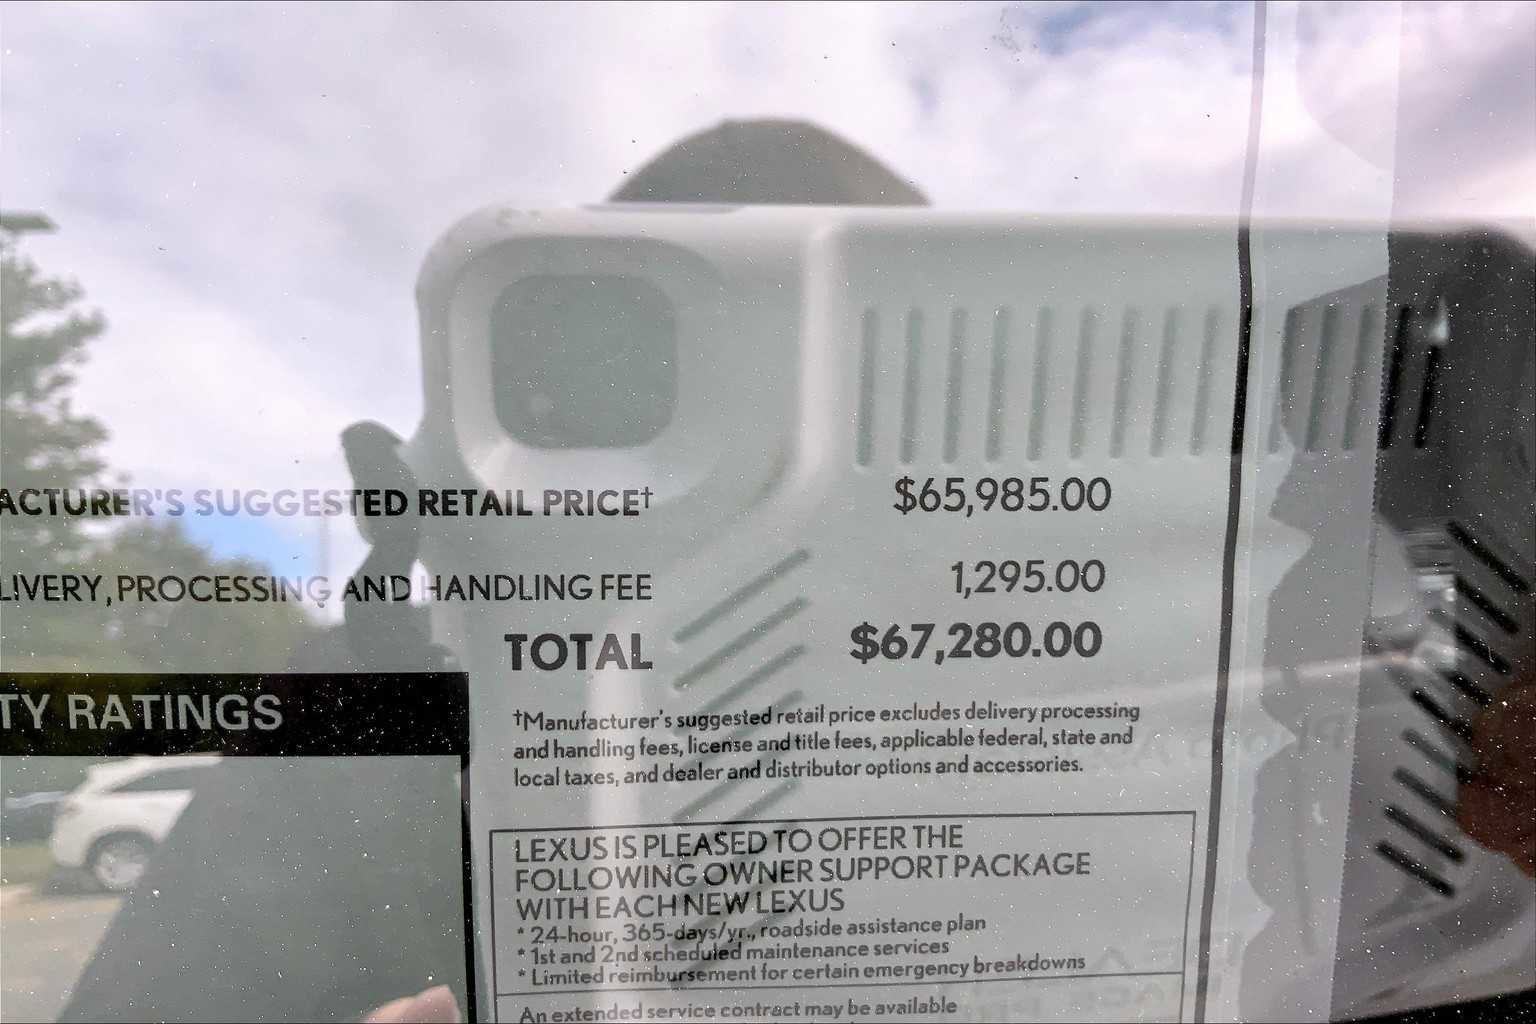 ACTURER'S SUGGESTED RETAIL PRICE† $65,985.00
LIVERY, PROCESSING AND HANDLING FEE 1,295.00
TOTAL $67,280.00
TY RATINGS
†Manufacturer's suggested retail price excludes delivery processing
and handling fees, license and title fees, applicable federal, state and
local taxes, and dealer and distributor options and accessories.
LEXUS IS PLEASED TO OFFER THE
FOLLOWING OWNER SUPPORT PACKAGE
WITH EACH NEW LEXUS
* 24-hour, 365-days/yr., roadside assistance plan
* 1st and 2nd scheduled maintenance services
* Limited reimbursement for certain emergency breakdowns
An extended service contract may be available